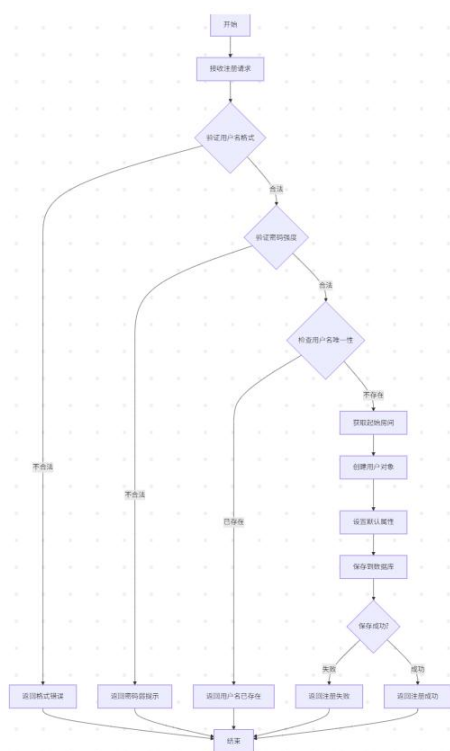 开始
接收注册请求
验证用户名格式
合法
验证密码强度
合法
检查用户名唯一性
不存在
获取起始房间
创建用户对象
不合法
不合法
已存在
设置默认属性
保存到数据库
保存成功?
失败
成功
返回格式错误
返回密码弱提示
返回用户名已存在
返回注册失败
返回注册成功
结束